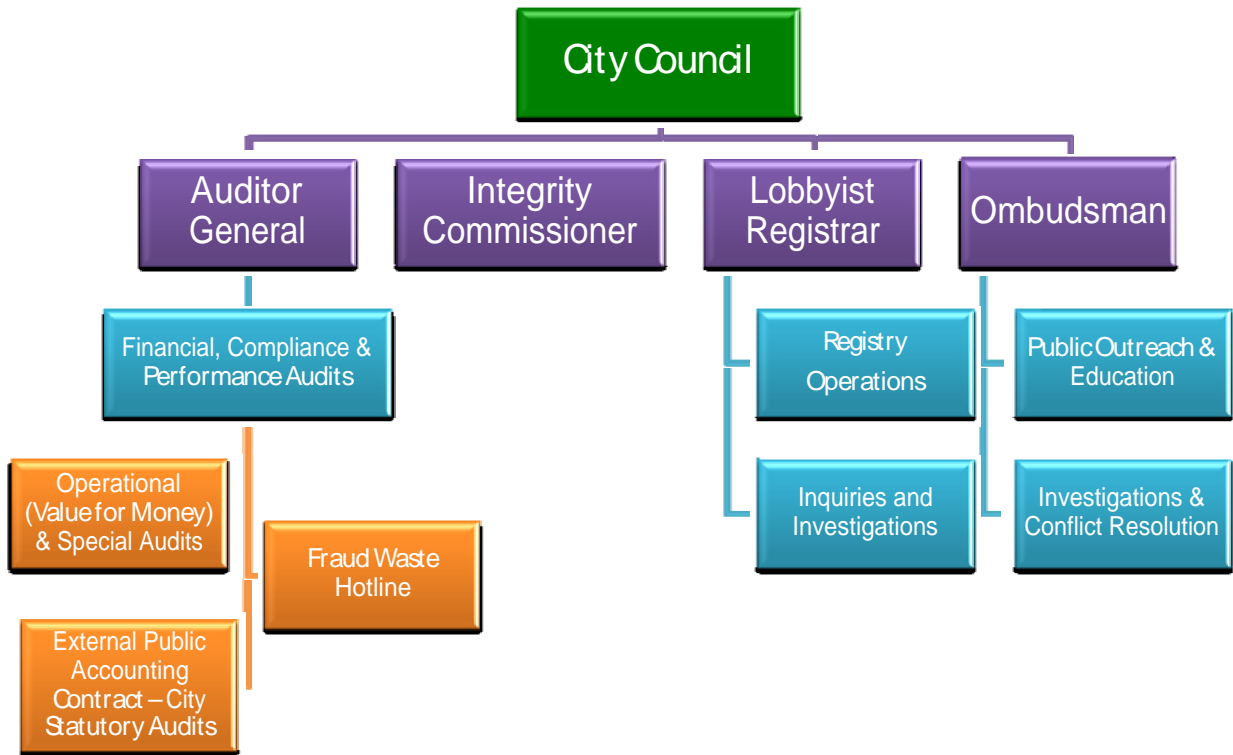 City Council
Auditor
General
Integrity
Commissioner
Lobbyist
Registrar
Ombudsman
Financial, Compliance &
Performance Audits
Registry
Operations
Public Outreach &
Education
Operational
(Value for Money)
& Special Audits
Fraud Waste
Hotline
Inquiries and
Investigations
Investigations &
Conflict Resolution
External Public
Accounting
Contract – City
Statutory Audits